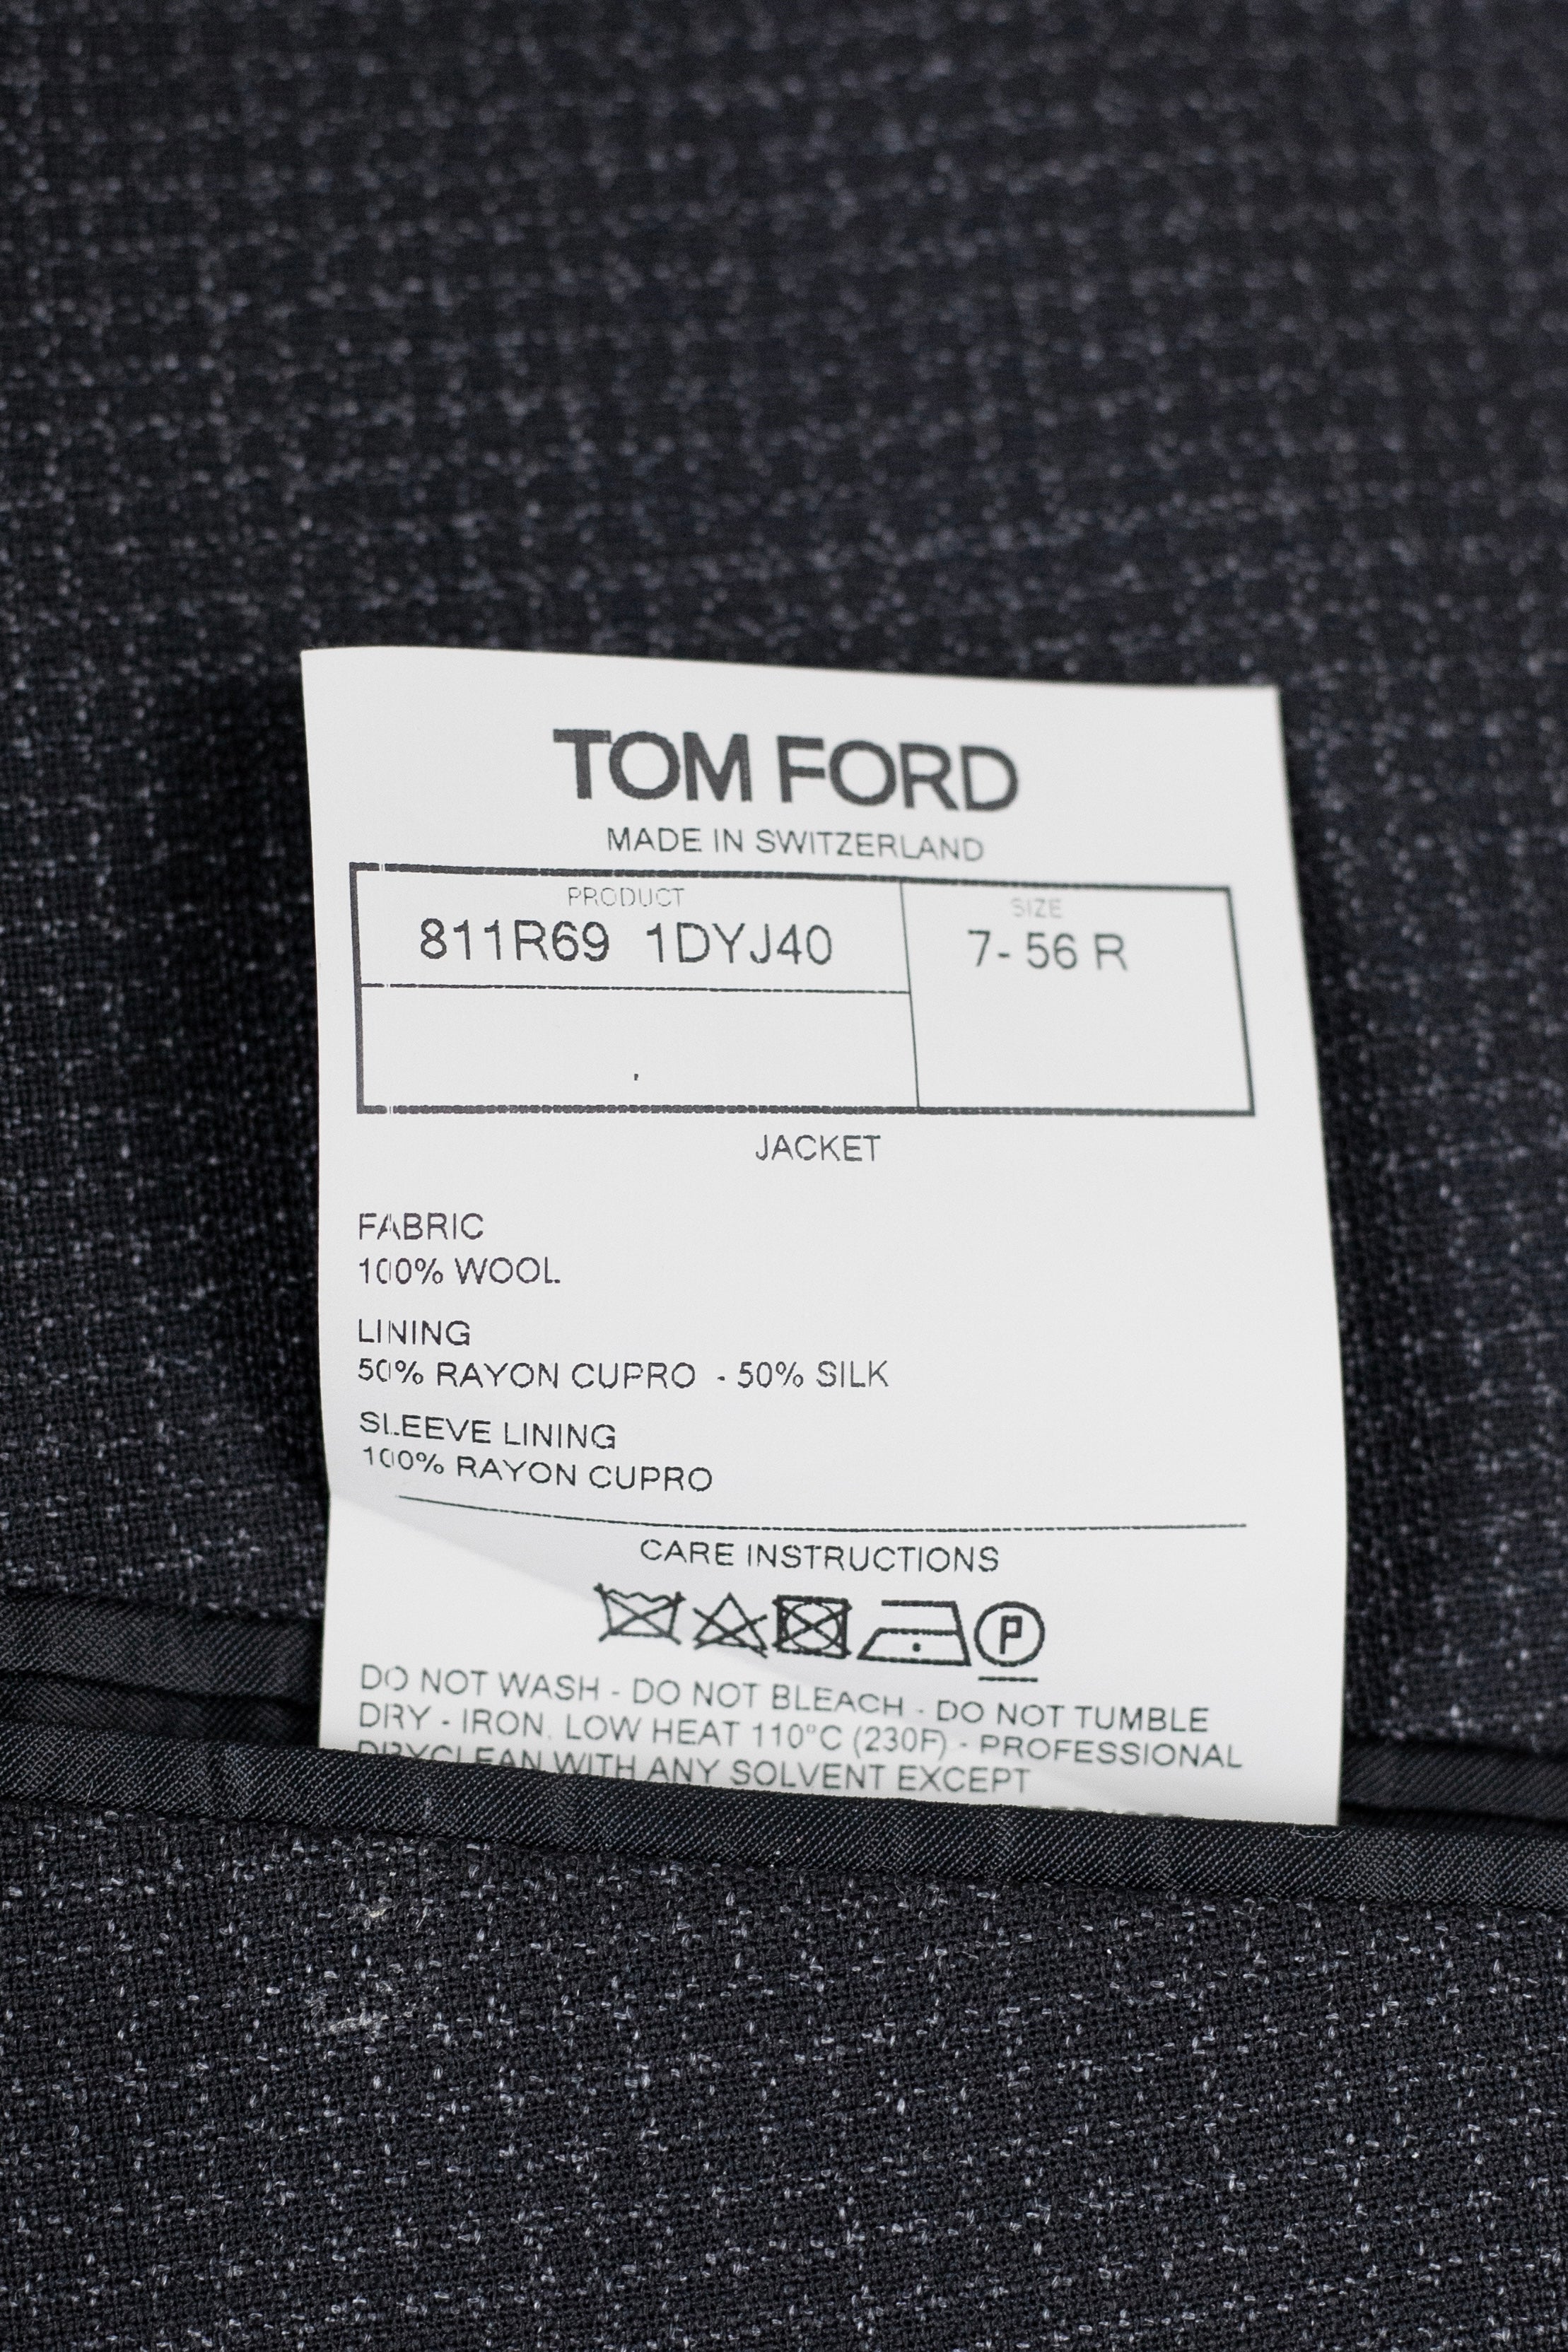 TOM FORD
MADE IN SWITZERLAND
PRODUCT
811R69 1DYJ40
SIZE
7- 56 R
JACKET
FABRIC
100% WOOL
LINING
50% RAYON CUPRO - 50% SILK
SLEEVE LINING
100% RAYON CUPRO
CARE INSTRUCTIONS
P
DO NOT WASH - DO NOT BLEACH - DO NOT TUMBLE
DRY - IRON, LOW HEAT 110°C (230F) - PROFESSIONAL
DRYCLEAN WITH ANY SOLVENT EXCEPT